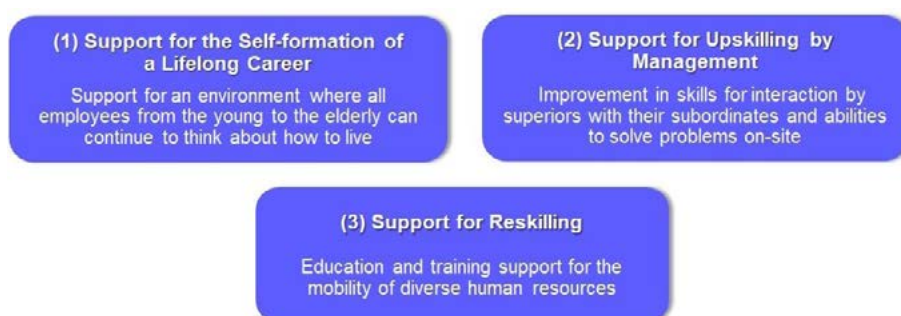 (1) Support for the Self-formation of
a Lifelong Career
Support for an environment where all
employees from the young to the elderly can
continue to think about how to live
(2) Support for Upskilling by
Management
Improvement in skills for interaction by
superiors with their subordinates and abilities
to solve problems on-site
(3) Support for Reskilling
Education and training support for the
mobility of diverse human resources